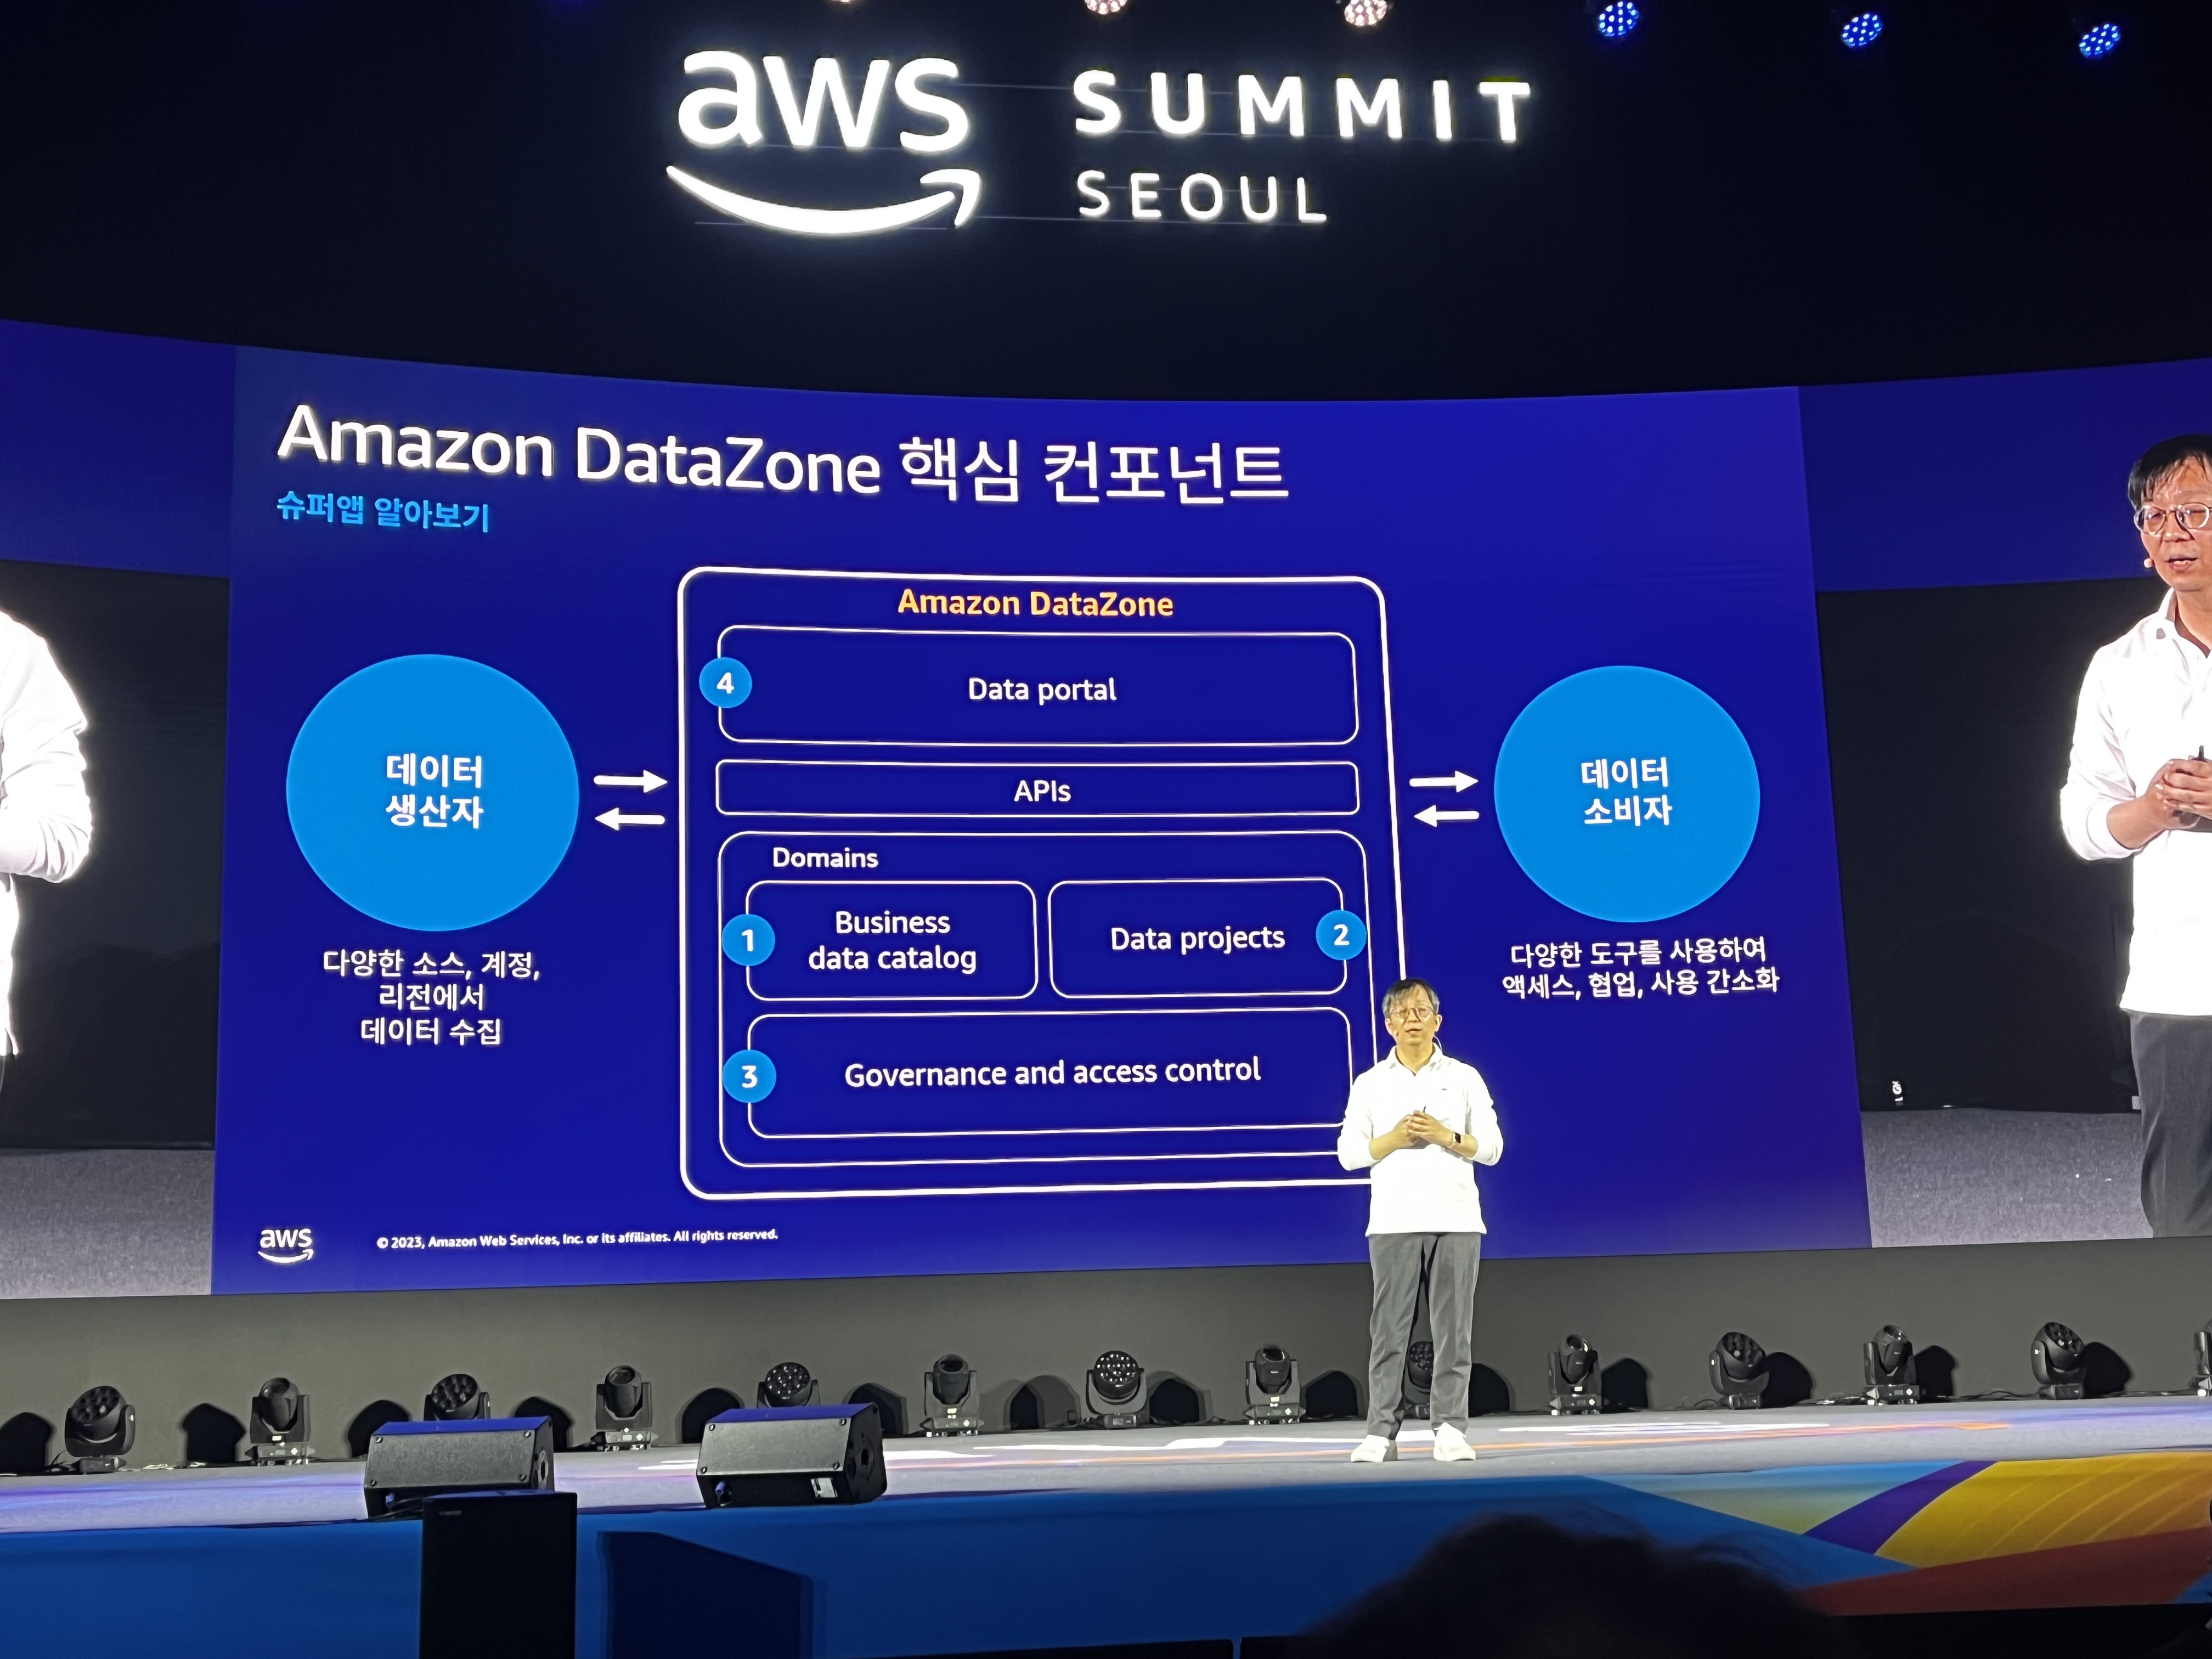 aws
SUMMIT
SEOUL
Amazon DataZone 핵심 컨포넌트
슈퍼앱 알아보기
Amazon DataZone
4
Data portal
APIs
Domains
1
Business
data catalog
Data projects
2
3
Governance and access control
데이터
생산자
다양한 소스, 계정,
리전에서
데이터 수집
데이터
소비자
다양한 도구를 사용하여
액세스, 협업, 사용 간소화
aws
© 2023, Amazon Web Services, Inc. or its affiliates. All rights reserved.